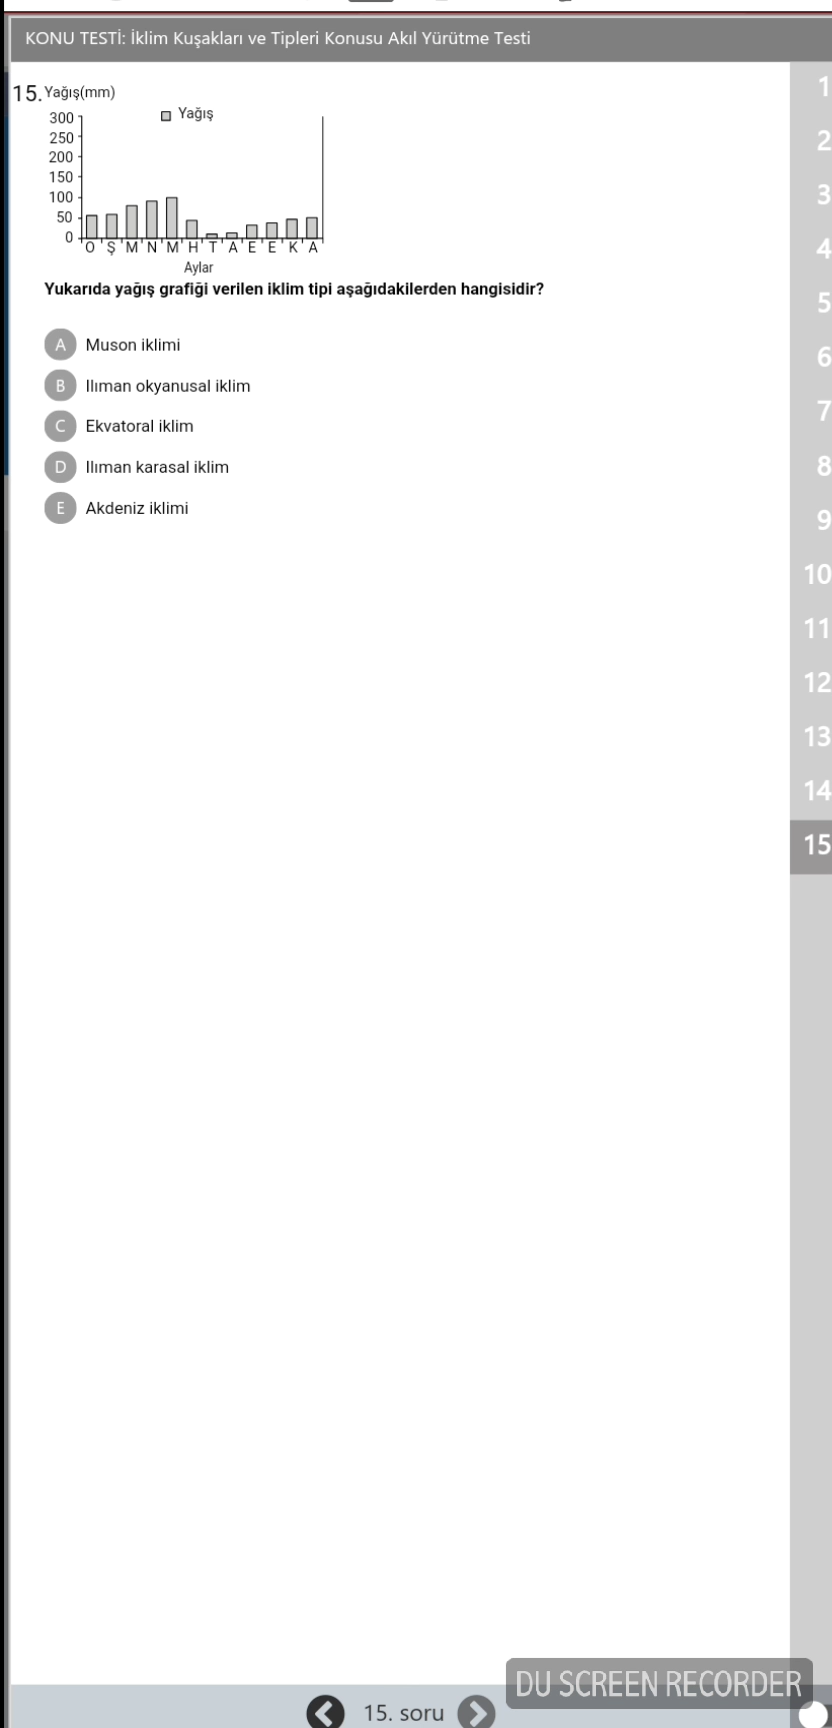 KONU TESTİ: İklim Kuşakları ve Tipleri Konusu Akıl Yürütme Testi
15. Yağış(mm)
Yağış
300
250
200
150
100
50
0
O Ş M N M H T A E E K A
Aylar
Yukarıda yağış grafiği verilen iklim tipi aşağıdakilerden hangisidir?
A Muson iklimi
B Ilıman okyanusal iklim
C Ekvatoral iklim
D Ilıman karasal iklim
E Akdeniz iklimi
1
2
3
4
5
6
7
8
9
10
11
12
13
14
15
DU SCREEN RECORDER
15. soru